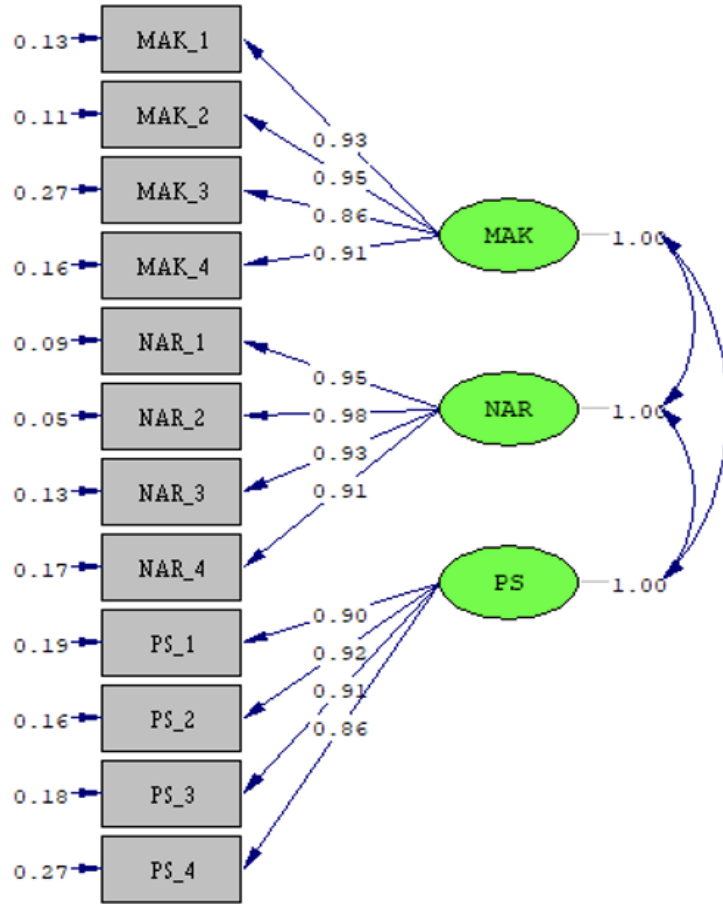 0.13 MAK_1
0.11 MAK_2
0.93
0.95
0.27 MAK_3
0.86
MAK 1.00
0.91
0.16 MAK_4
0.09 NAR_1
0.95
NAR 1.00
0.05 NAR_2
0.98
0.93
0.13 NAR_3
0.91
0.17 NAR_4
PS 1.00
0.90
0.19 PS_1
0.92
0.91
0.16 PS_2
0.86
0.18 PS_3
0.27 PS_4